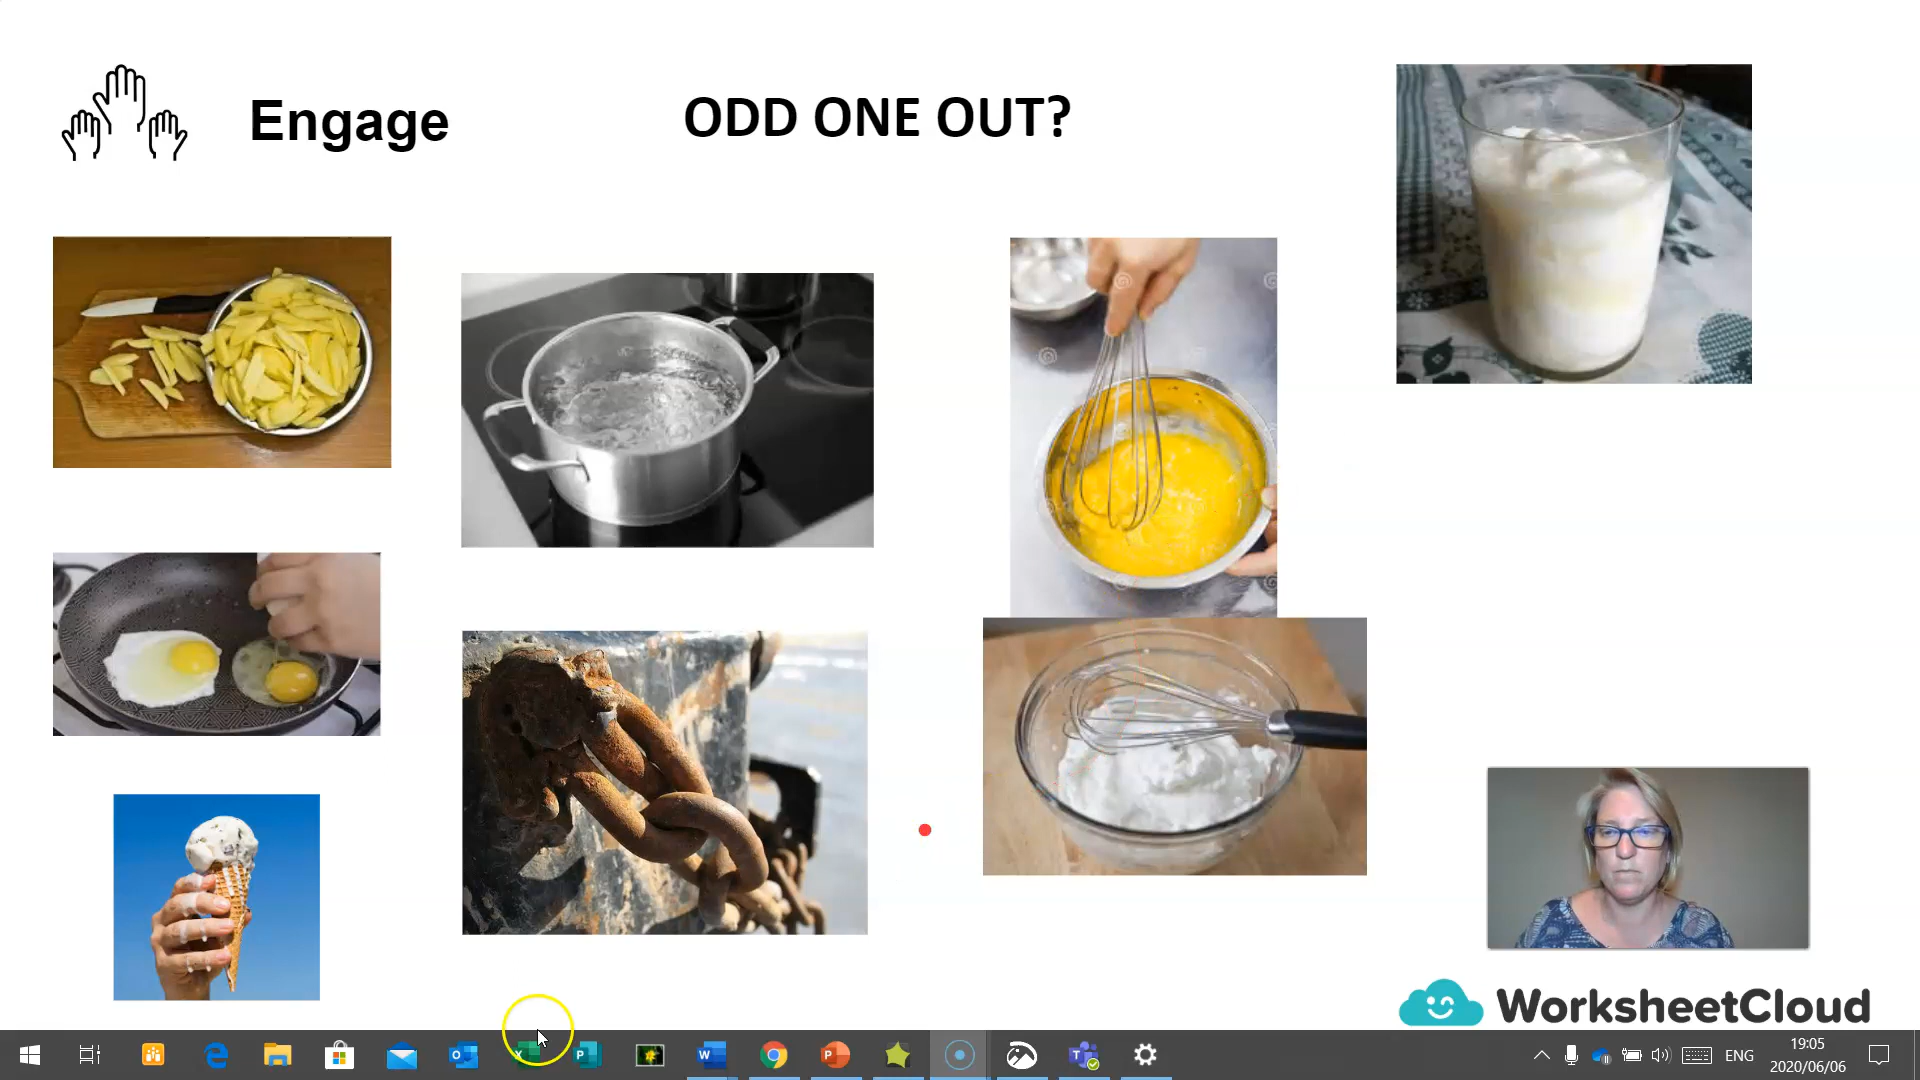 Engage
ODD ONE OUT?
WorksheetCloud
ENG
19:05
2020/06/06